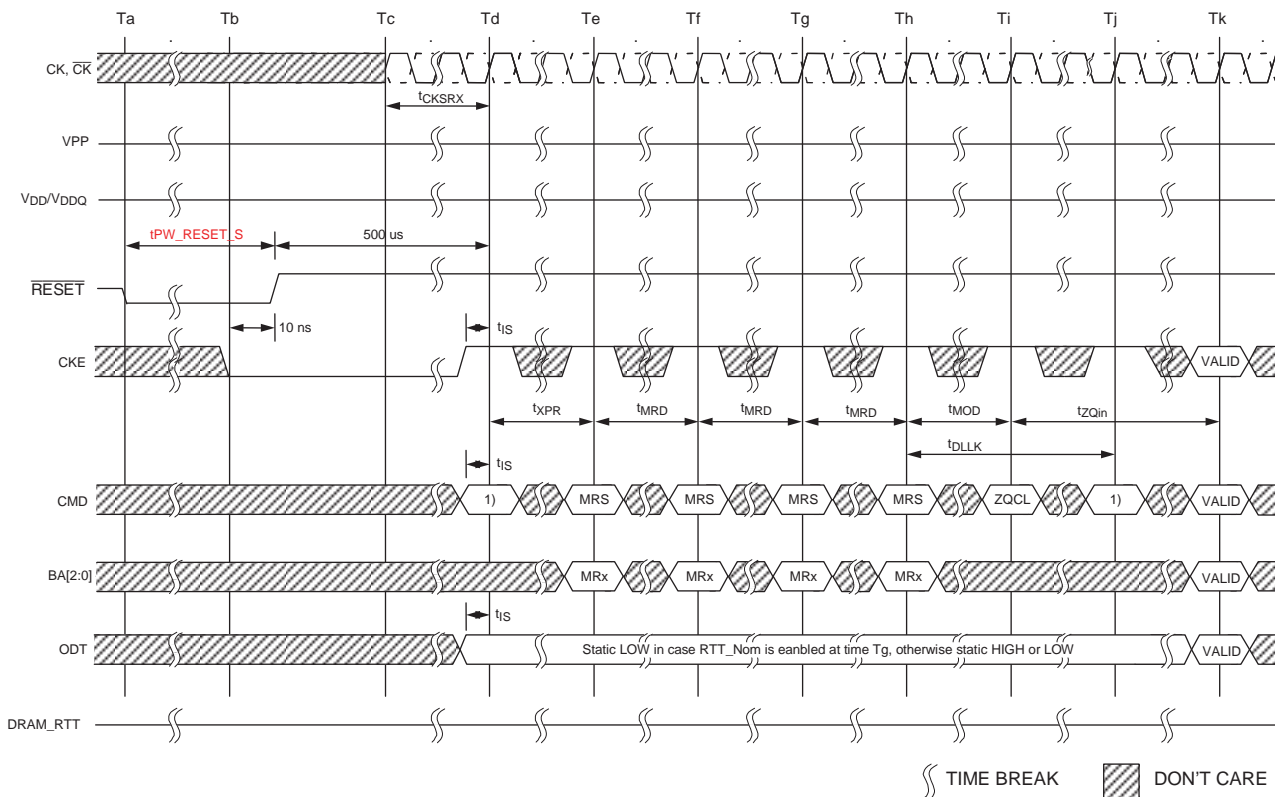 Ta Tb Tc Td Te Tf Tg Th Ti Tj Tk
CK, CK
tCKSRX
VPP
VDD/VDDQ
tPW_RESET_S 500 us
RESET
10 ns tIS
CKE VALID
tXPR tMRD tMRD tMRD tMOD tZQin
tDLLK
tIS
CMD 1) MRS MRS MRS MRS ZQCL 1) VALID
BA[2:0] MRx MRx MRx MRx VALID
tIS
ODT Static LOW in case RTT_Nom is eanbled at time Tg, otherwise static HIGH or LOW VALID
DRAM_RTT
TIME BREAK DON'T CARE